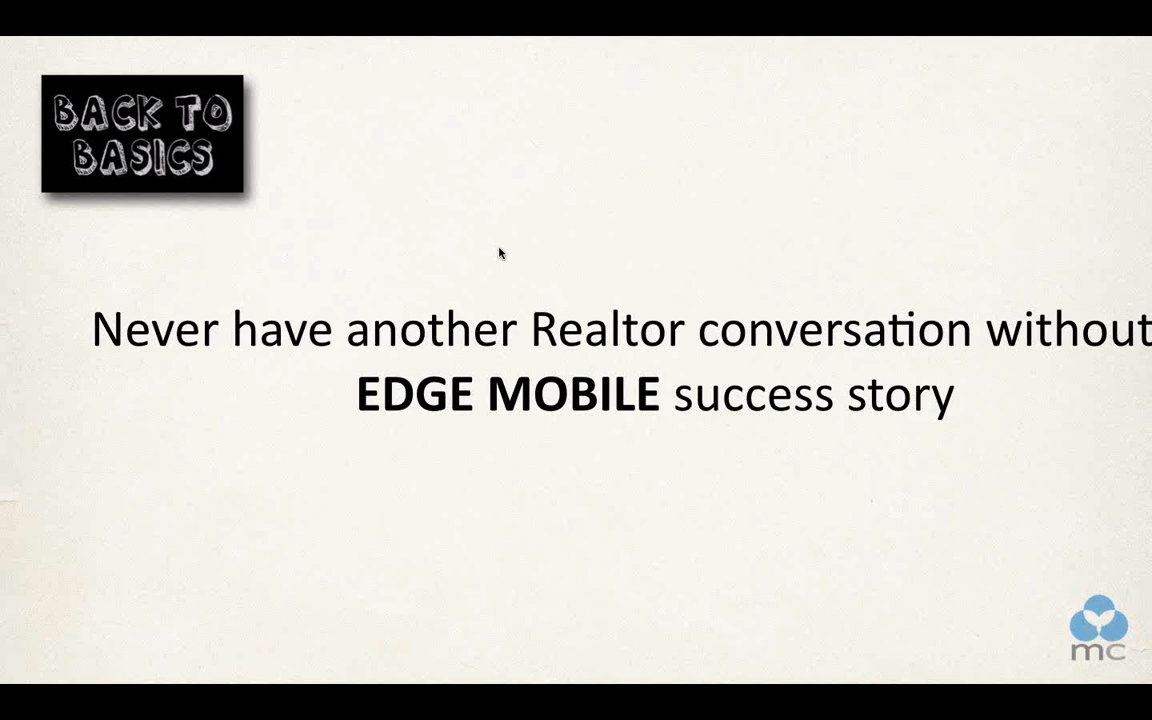 BACK TO
BASICS
Never have another Realtor conversation without
EDGE MOBILE success story
mc